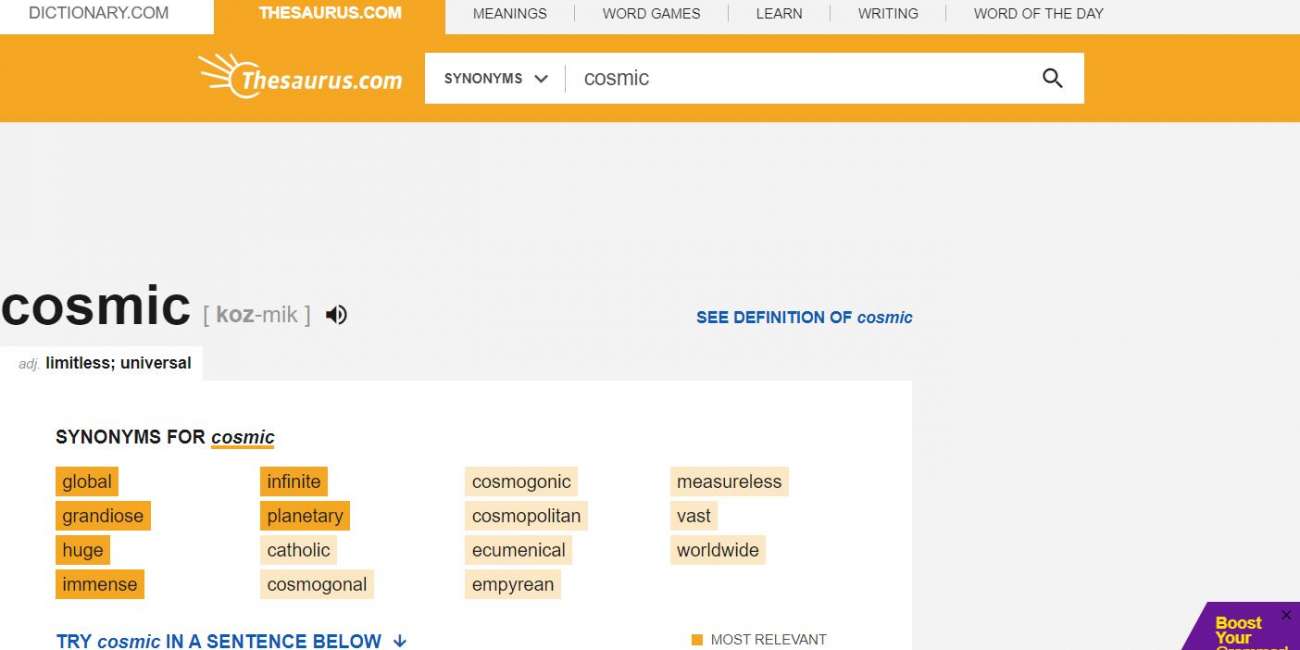 DICTIONARY.COM THESAURUS.COM MEANINGS WORD GAMES LEARN WRITING WORD OF THE DAY
Thesaurus.com SYNONYMS cosmic
cosmic [ koz-mik ]
SEE DEFINITION OF cosmic
adj. limitless; universal
SYNONYMS FOR cosmic
global infinite cosmogonic measureless
grandiose planetary cosmopolitan vast
huge catholic ecumenical worldwide
immense cosmogonal empyrean
TRY cosmic IN A SENTENCE BELOW
MOST RELEVANT
Boost
Your